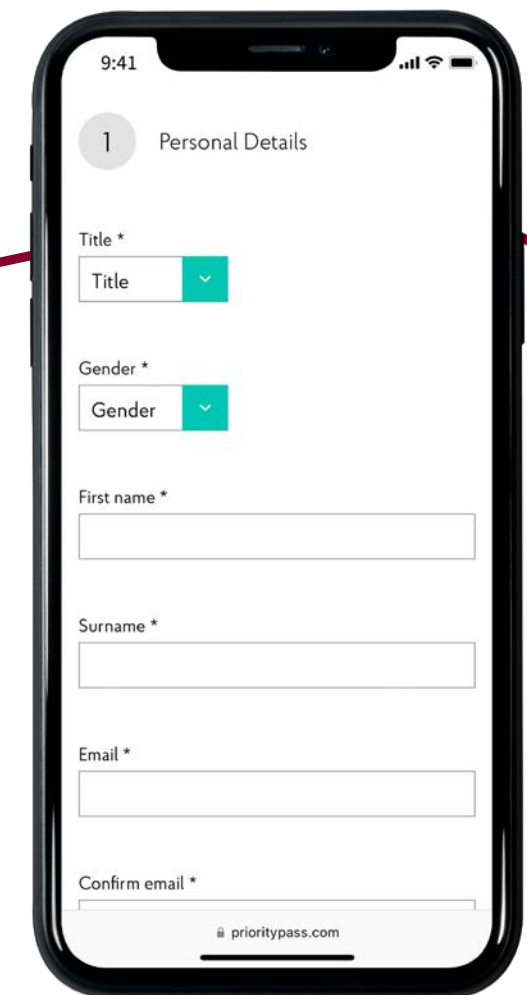 9:41
1 Personal Details
Title *
Title
Gender *
Gender
First name *
Surname *
Email *
Confirm email *
prioritypass.com